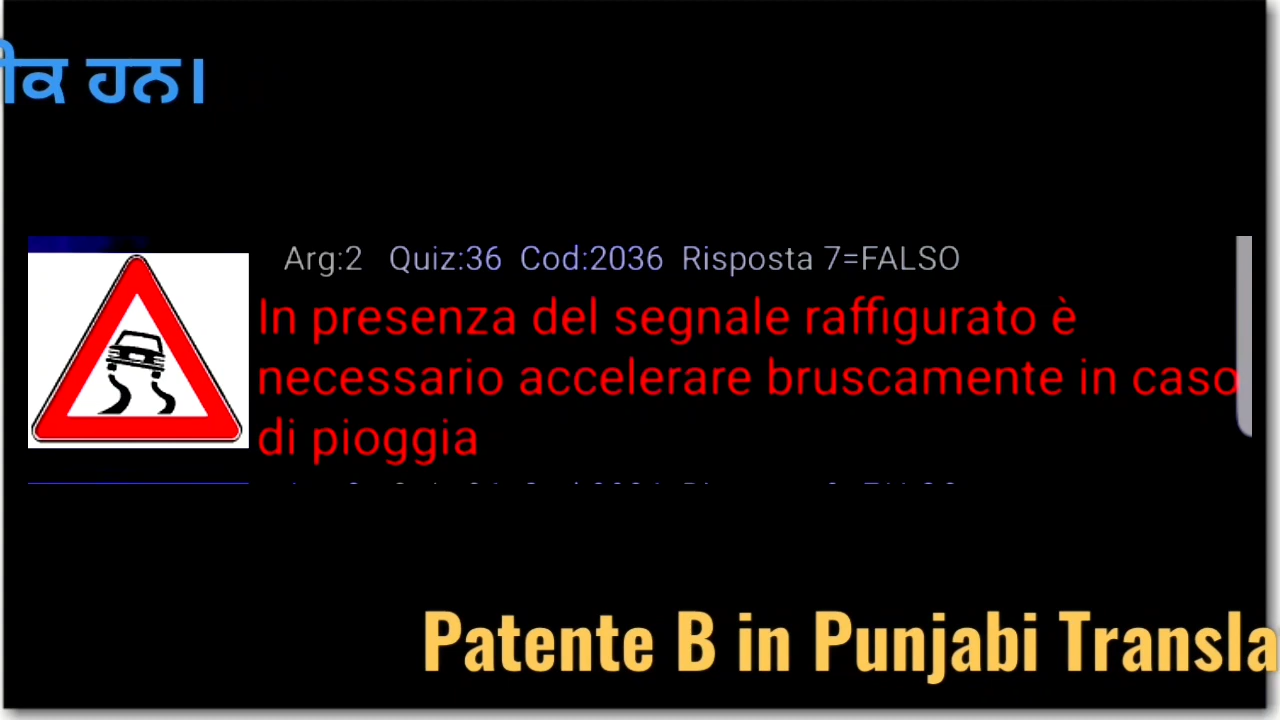 ਹਨ।
Arg:2 Quiz:36 Cod:2036 Risposta 7=FALSO
In presenza del segnale raffigurato è
necessario accelerare bruscamente in caso
di pioggia
Patente B in Punjabi Transla